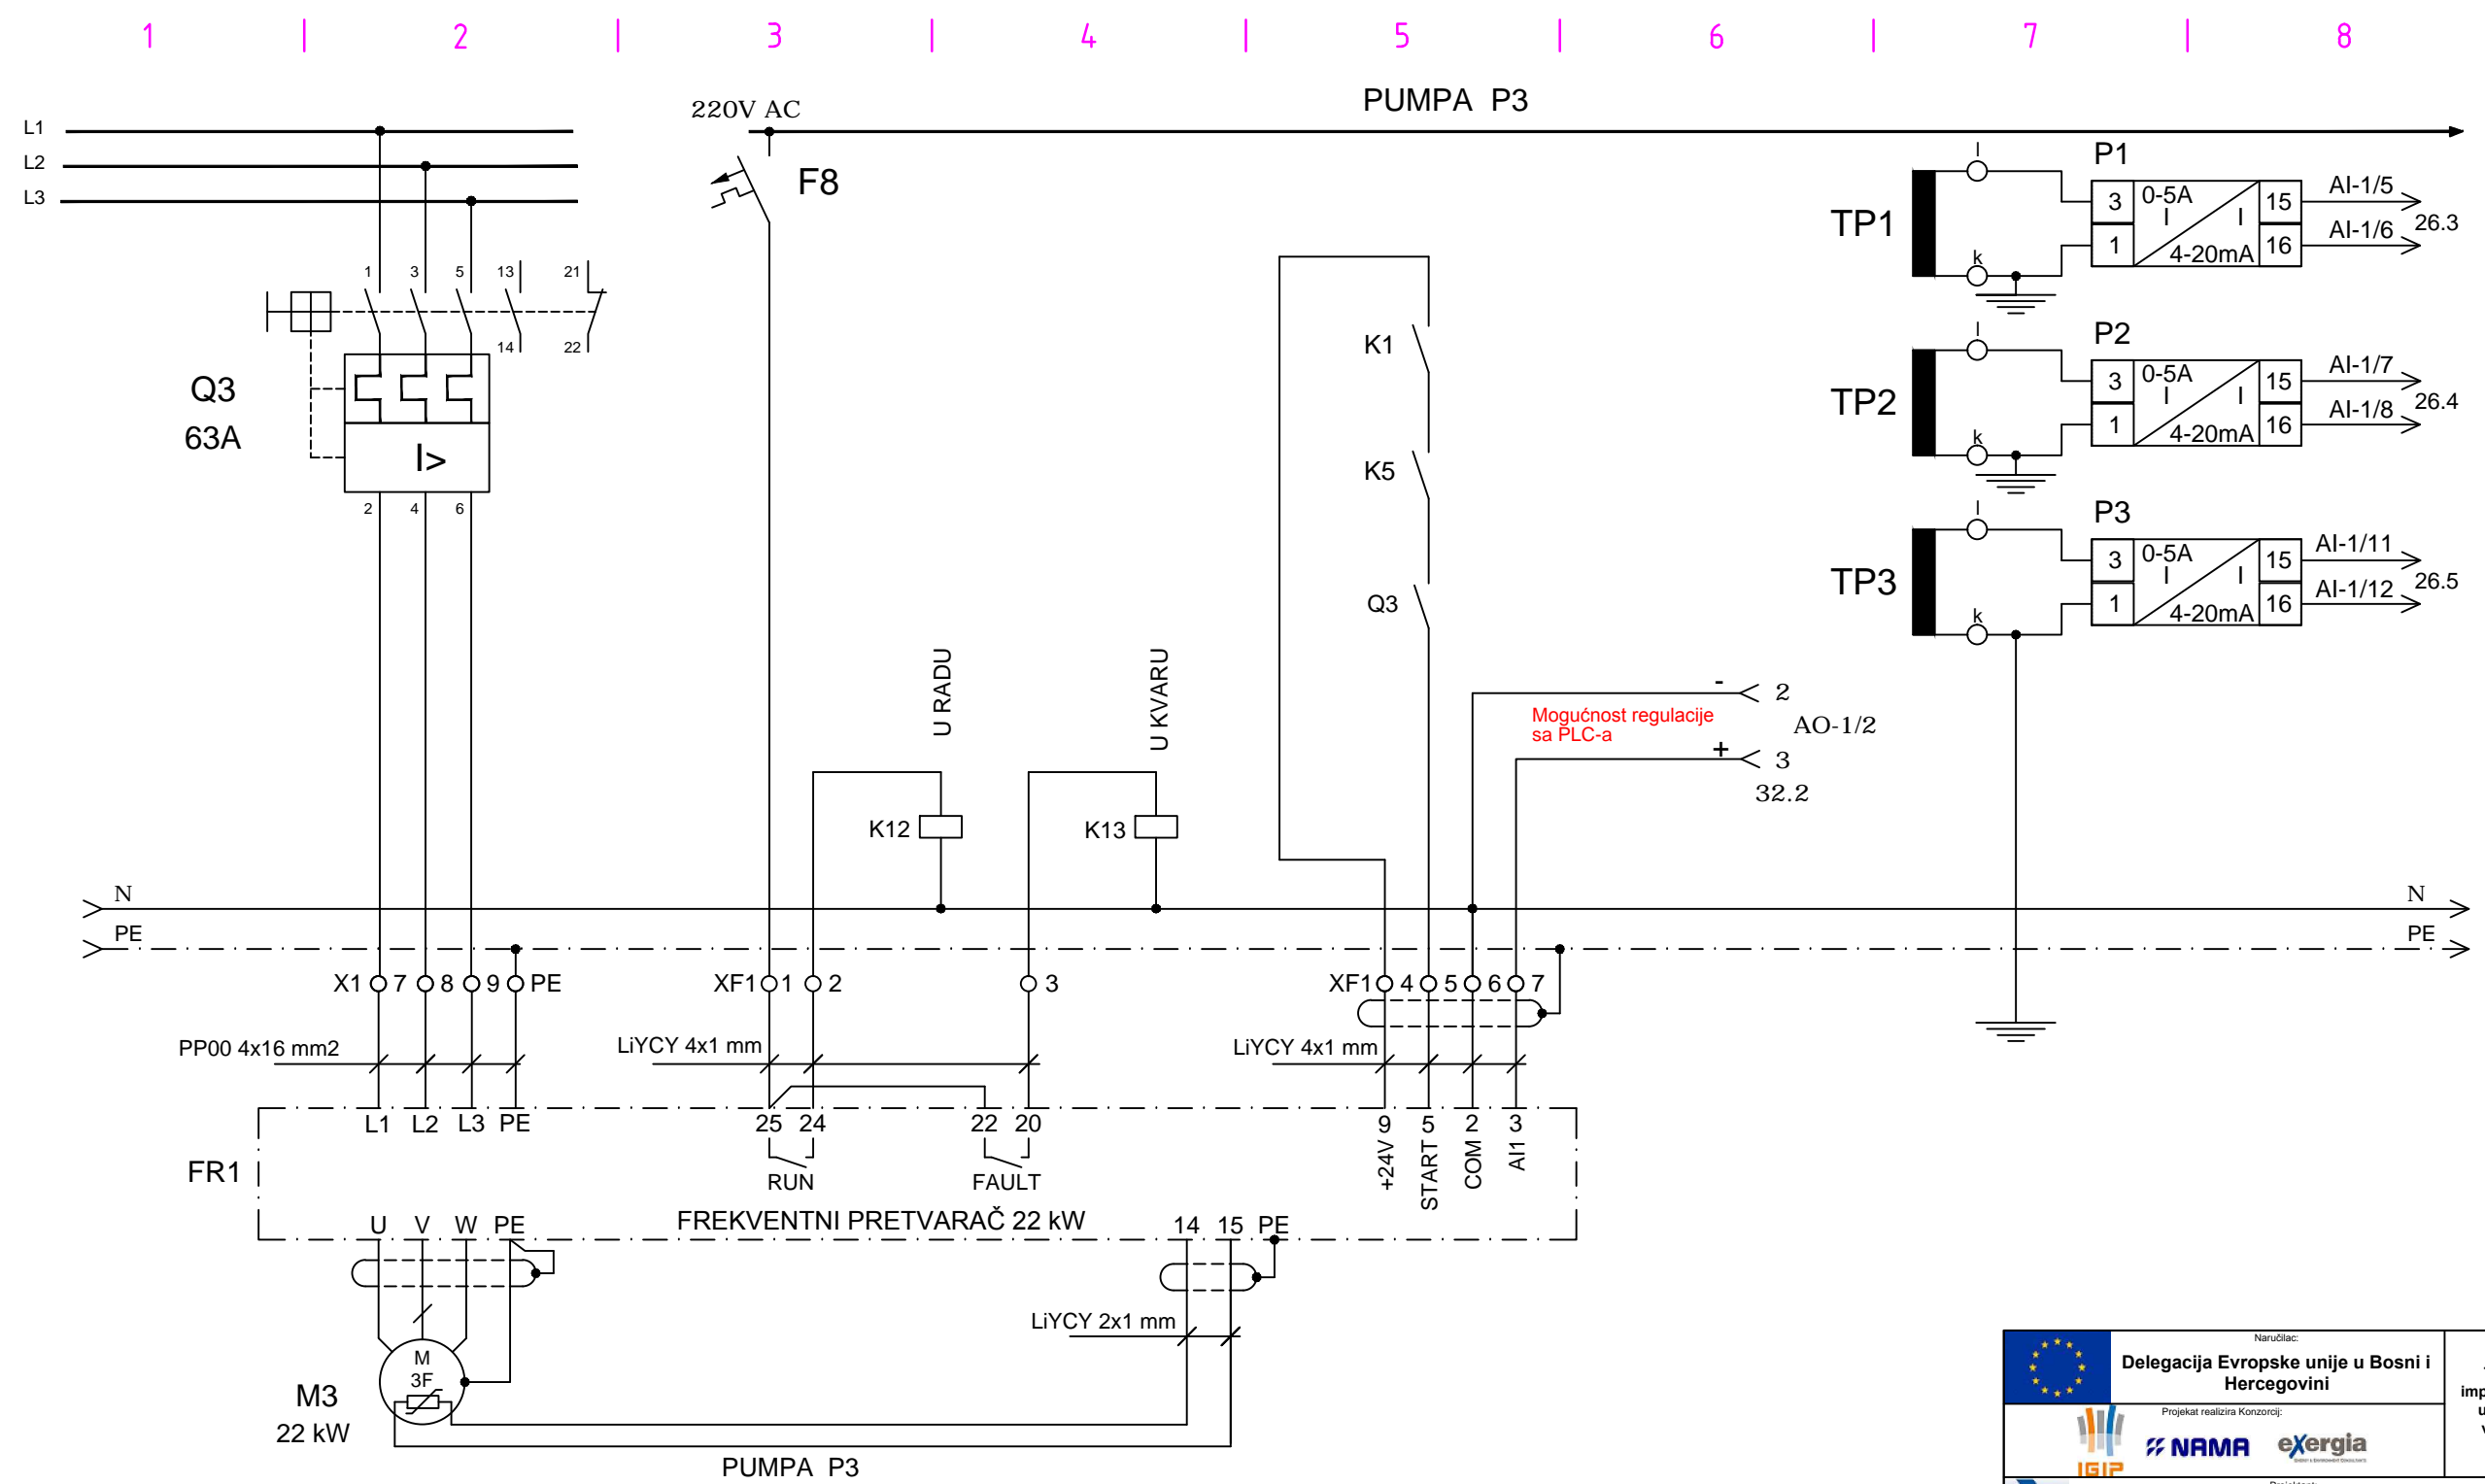 1 2 3 4 5 6 7 8
220V AC
PUMPA P3
L1
L2
L3
F8
1 3 5 13 21
14 22
Q3
63A
I>
2 4 6
K1
K5
Q3
TP1
l
k
P1
3 0-5A I I 15
1 4-20mA 16
AI-1/5
AI-1/6
26.3
TP2
l
k
P2
3 0-5A I I 15
1 4-20mA 16
AI-1/7
AI-1/8
26.4
TP3
l
k
P3
3 0-5A I I 15
1 4-20mA 16
AI-1/11
AI-1/12
26.5
U RADU
U KVARU
- 2
Mogućnost regulacije
sa PLC-a
AO-1/2
+ 3
32.2
K12
K13
N N
PE PE
X1 7 8 9 PE
XF1 1 2 3
XF1 4 5 6 7
PP00 4x16 mm2
LiYCY 4x1 mm
LiYCY 4x1 mm
L1 L2 L3 PE
25 24 22 20
9 5 2 3
+24V START COM AI1
FR1
RUN FAULT
FREKVENTNI PRETVARAČ 22 kW
U V W PE
14 15 PE
LiYCY 2x1 mm
M
3F
M3
22 kW
PUMPA P3
Naručilac:
Delegacija Evropske unije u Bosni i
Hercegovini
Projekat realizira Konzorcij:
IGIP
NAMA
exergia